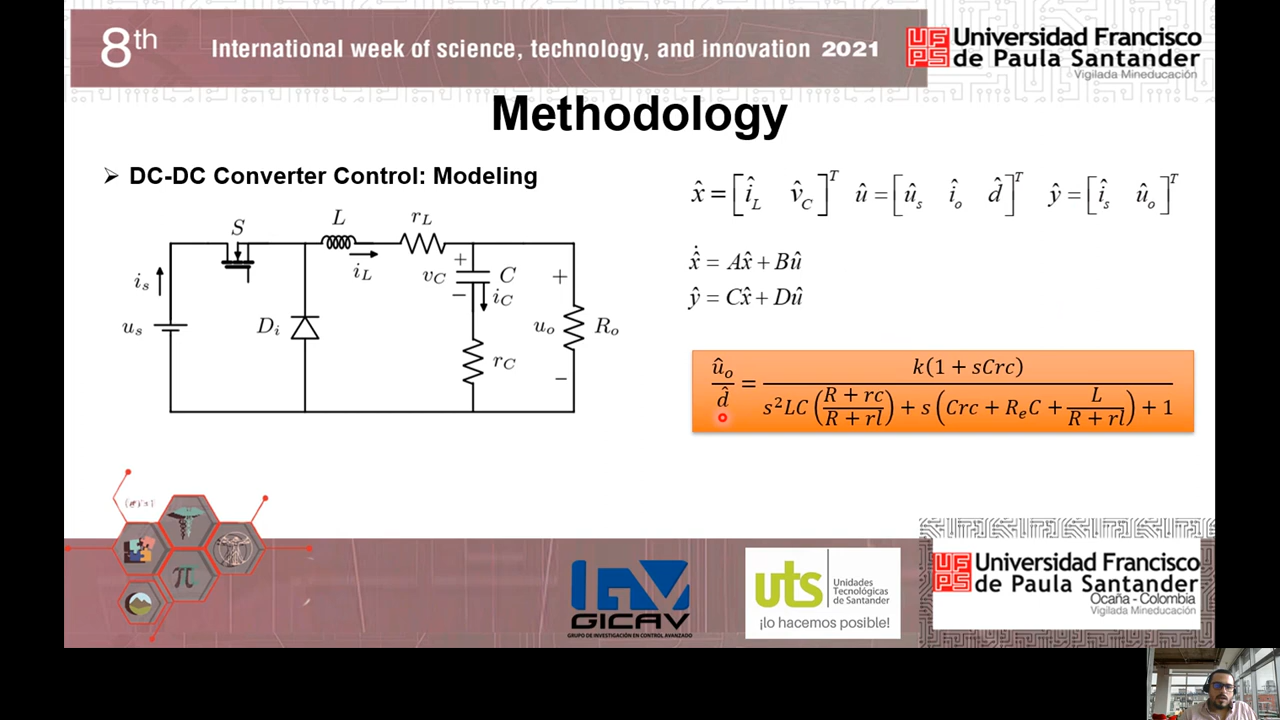 8th
International week of science, technology, and innovation 2021
UFPS Universidad Francisco
de Paula Santander
Vigilada Mineducación
Methodology
➢ DC-DC Converter Control: Modeling
x̂ = [î_L v̂_C]^T û = [û_s î_o d̂]^T ŷ = [î_s û_o]^T
x̂̇ = Ax̂ + Bû
ŷ = Cx̂ + Dû
û_o / d̂ = k(1 + sCrc) / (s²LC((R + rc)/(R + rl)) + s(Crc + R_eC + L/(R + rl)) + 1)
S
L
r_L
i_L
i_s
u_s
D_i
+
v_C
−
C
i_C
r_C
+
u_o
−
R_o
π
GICAV
GRUPO DE INVESTIGACIÓN EN CONTROL AVANZADO
uts
Unidades
Tecnológicas
de Santander
¡lo hacemos posible!
UFPS Universidad Francisco
de Paula Santander
Ocaña - Colombia
Vigilada Mineducación